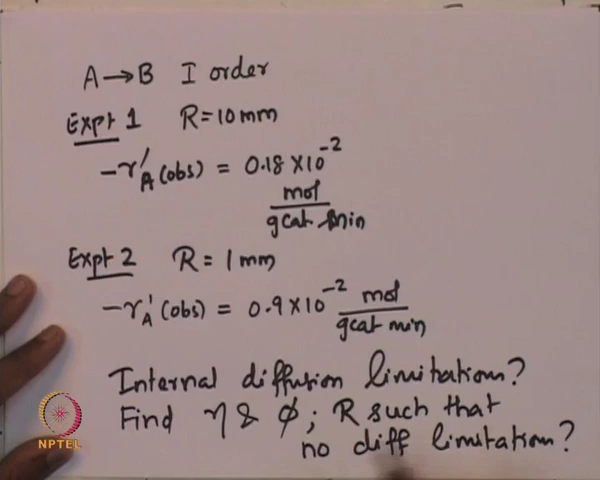 A → B I order
Expt 1 R = 10 mm
-r'A (obs) = 0.18 × 10^-2
mol
gcat min
Expt 2 R = 1 mm
-r'A (obs) = 0.9 × 10^-2 mol
gcat min
Internal diffusion limitation?
Find η & φ; R such that
no diff limitation?
NPTEL